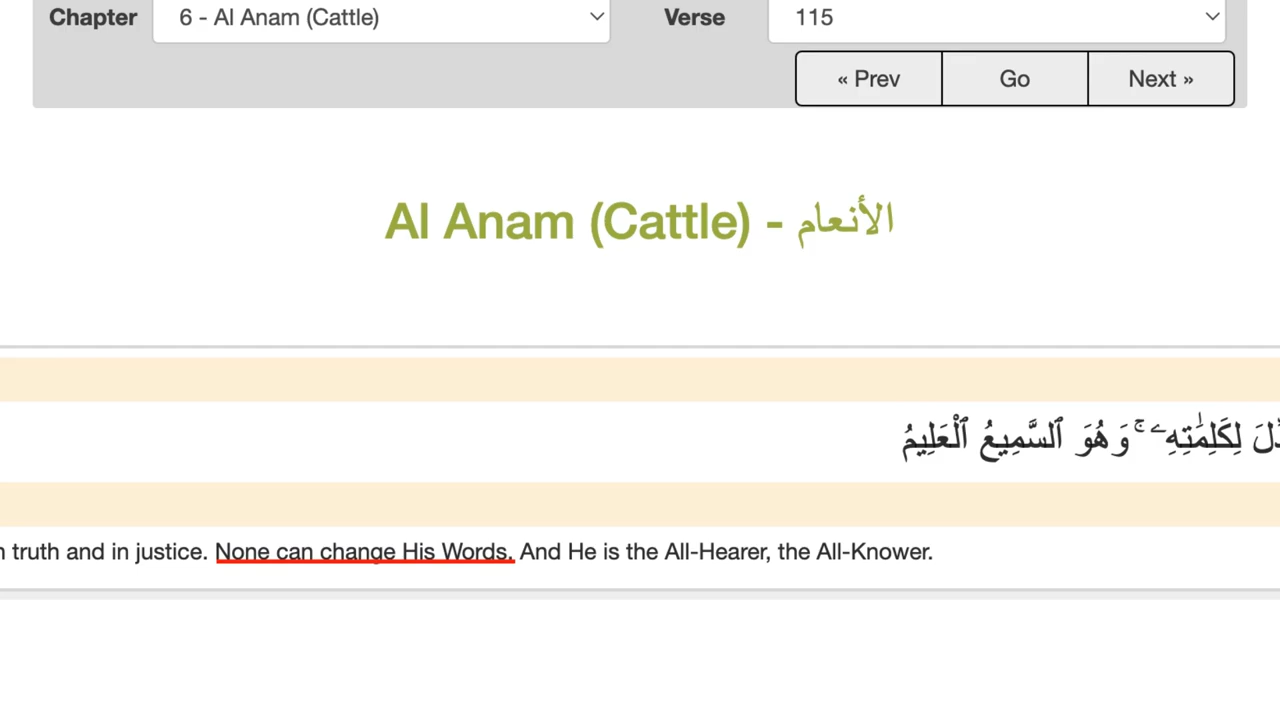 Chapter 6 - Al Anam (Cattle) Verse 115
« Prev Go Next »
Al Anam (Cattle) - الأنعام
لِكَلِمَٰتِهِۦ ۚ وَهُوَ ٱلسَّمِيعُ ٱلْعَلِيمُ
truth and in justice. None can change His Words. And He is the All-Hearer, the All-Knower.